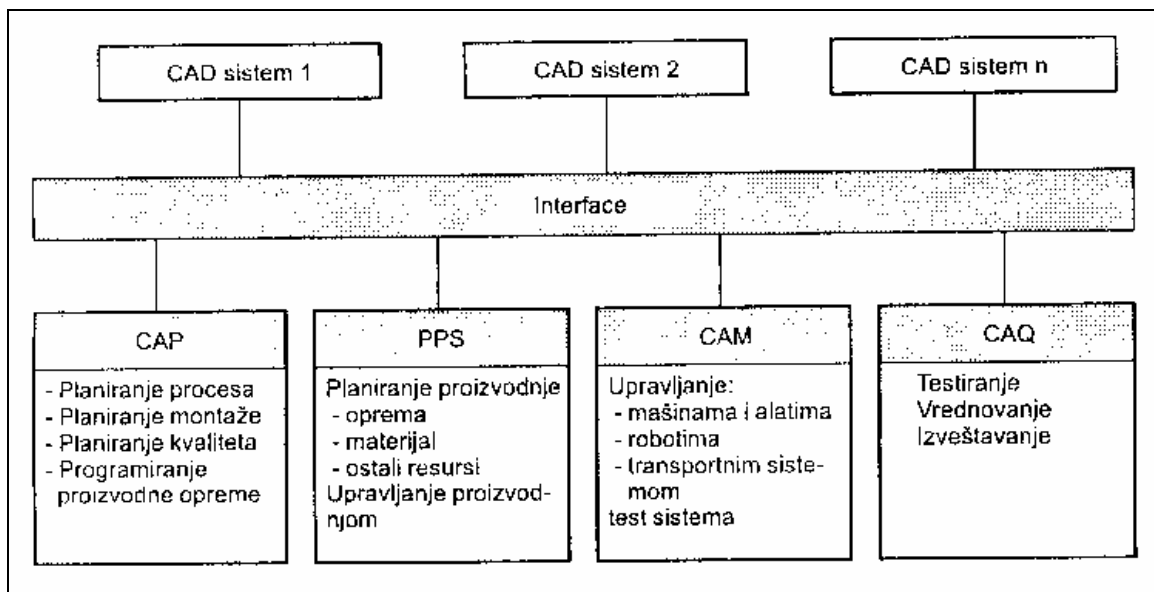 CAD sistem 1
CAD sistem 2
CAD sistem n
Interface
CAP
- Planiranje procesa
- Planiranje montaže
- Planiranje kvaliteta
- Programiranje
proizvodne opreme
PPS
Planiranje proizvodnje
- oprema
- materijal
- ostali resursi
Upravljanje proizvod-
njom
CAM
Upravljanje:
- mašinama i alatima
- robotima
- transportnim siste-
mom
test sistema
CAQ
Testiranje
Vrednovanje
Izveštavanje